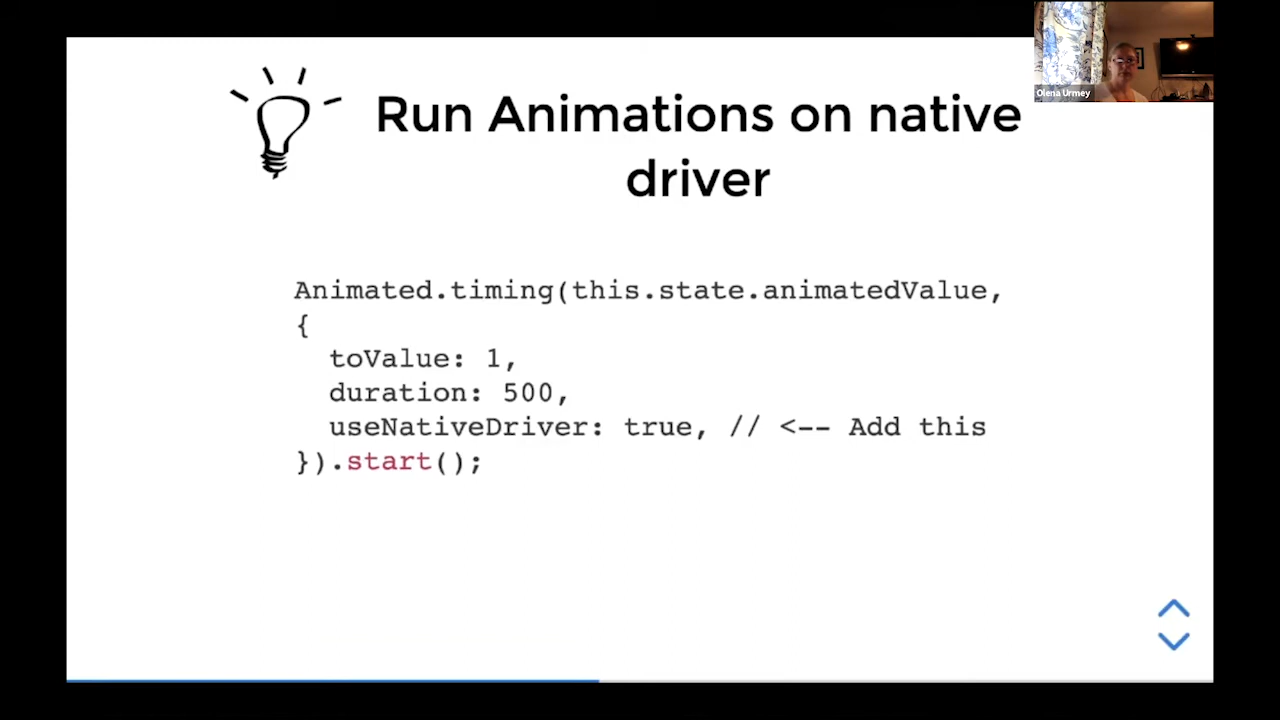 Olena Urmey
Run Animations on native
driver
Animated.timing(this.state.animatedValue,
{
  toValue: 1,
  duration: 500,
  useNativeDriver: true, // <-- Add this
}).start();